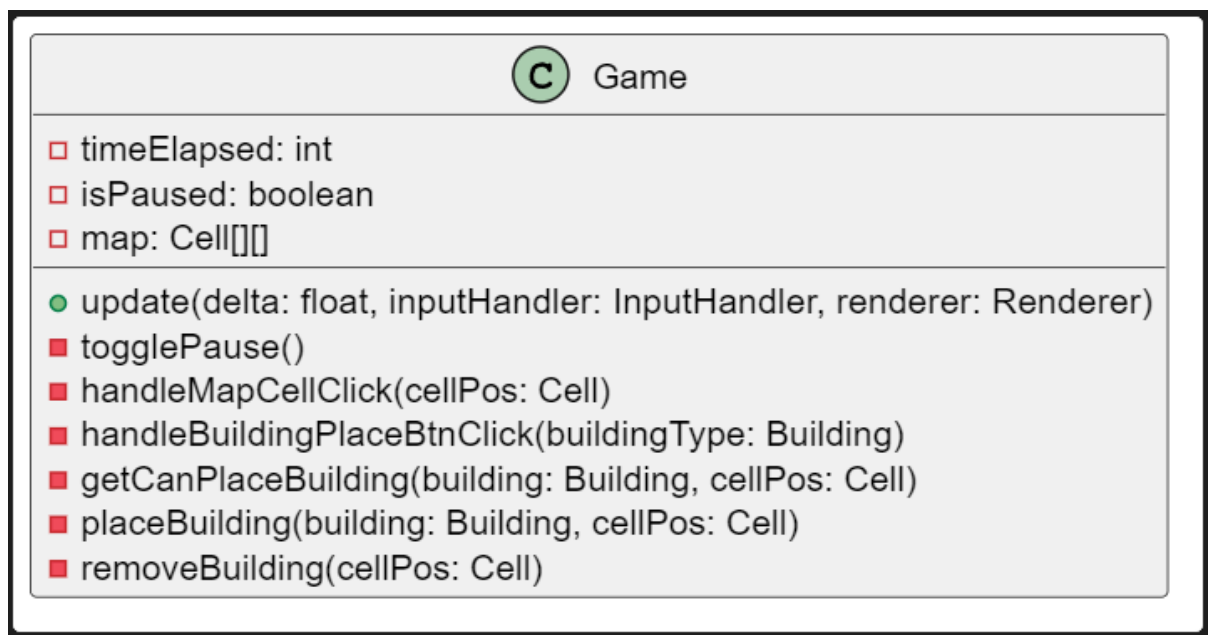 C Game
timeElapsed: int
isPaused: boolean
map: Cell[][]
update(delta: float, inputHandler: InputHandler, renderer: Renderer)
togglePause()
handleMapCellClick(cellPos: Cell)
handleBuildingPlaceBtnClick(buildingType: Building)
getCanPlaceBuilding(building: Building, cellPos: Cell)
placeBuilding(building: Building, cellPos: Cell)
removeBuilding(cellPos: Cell)